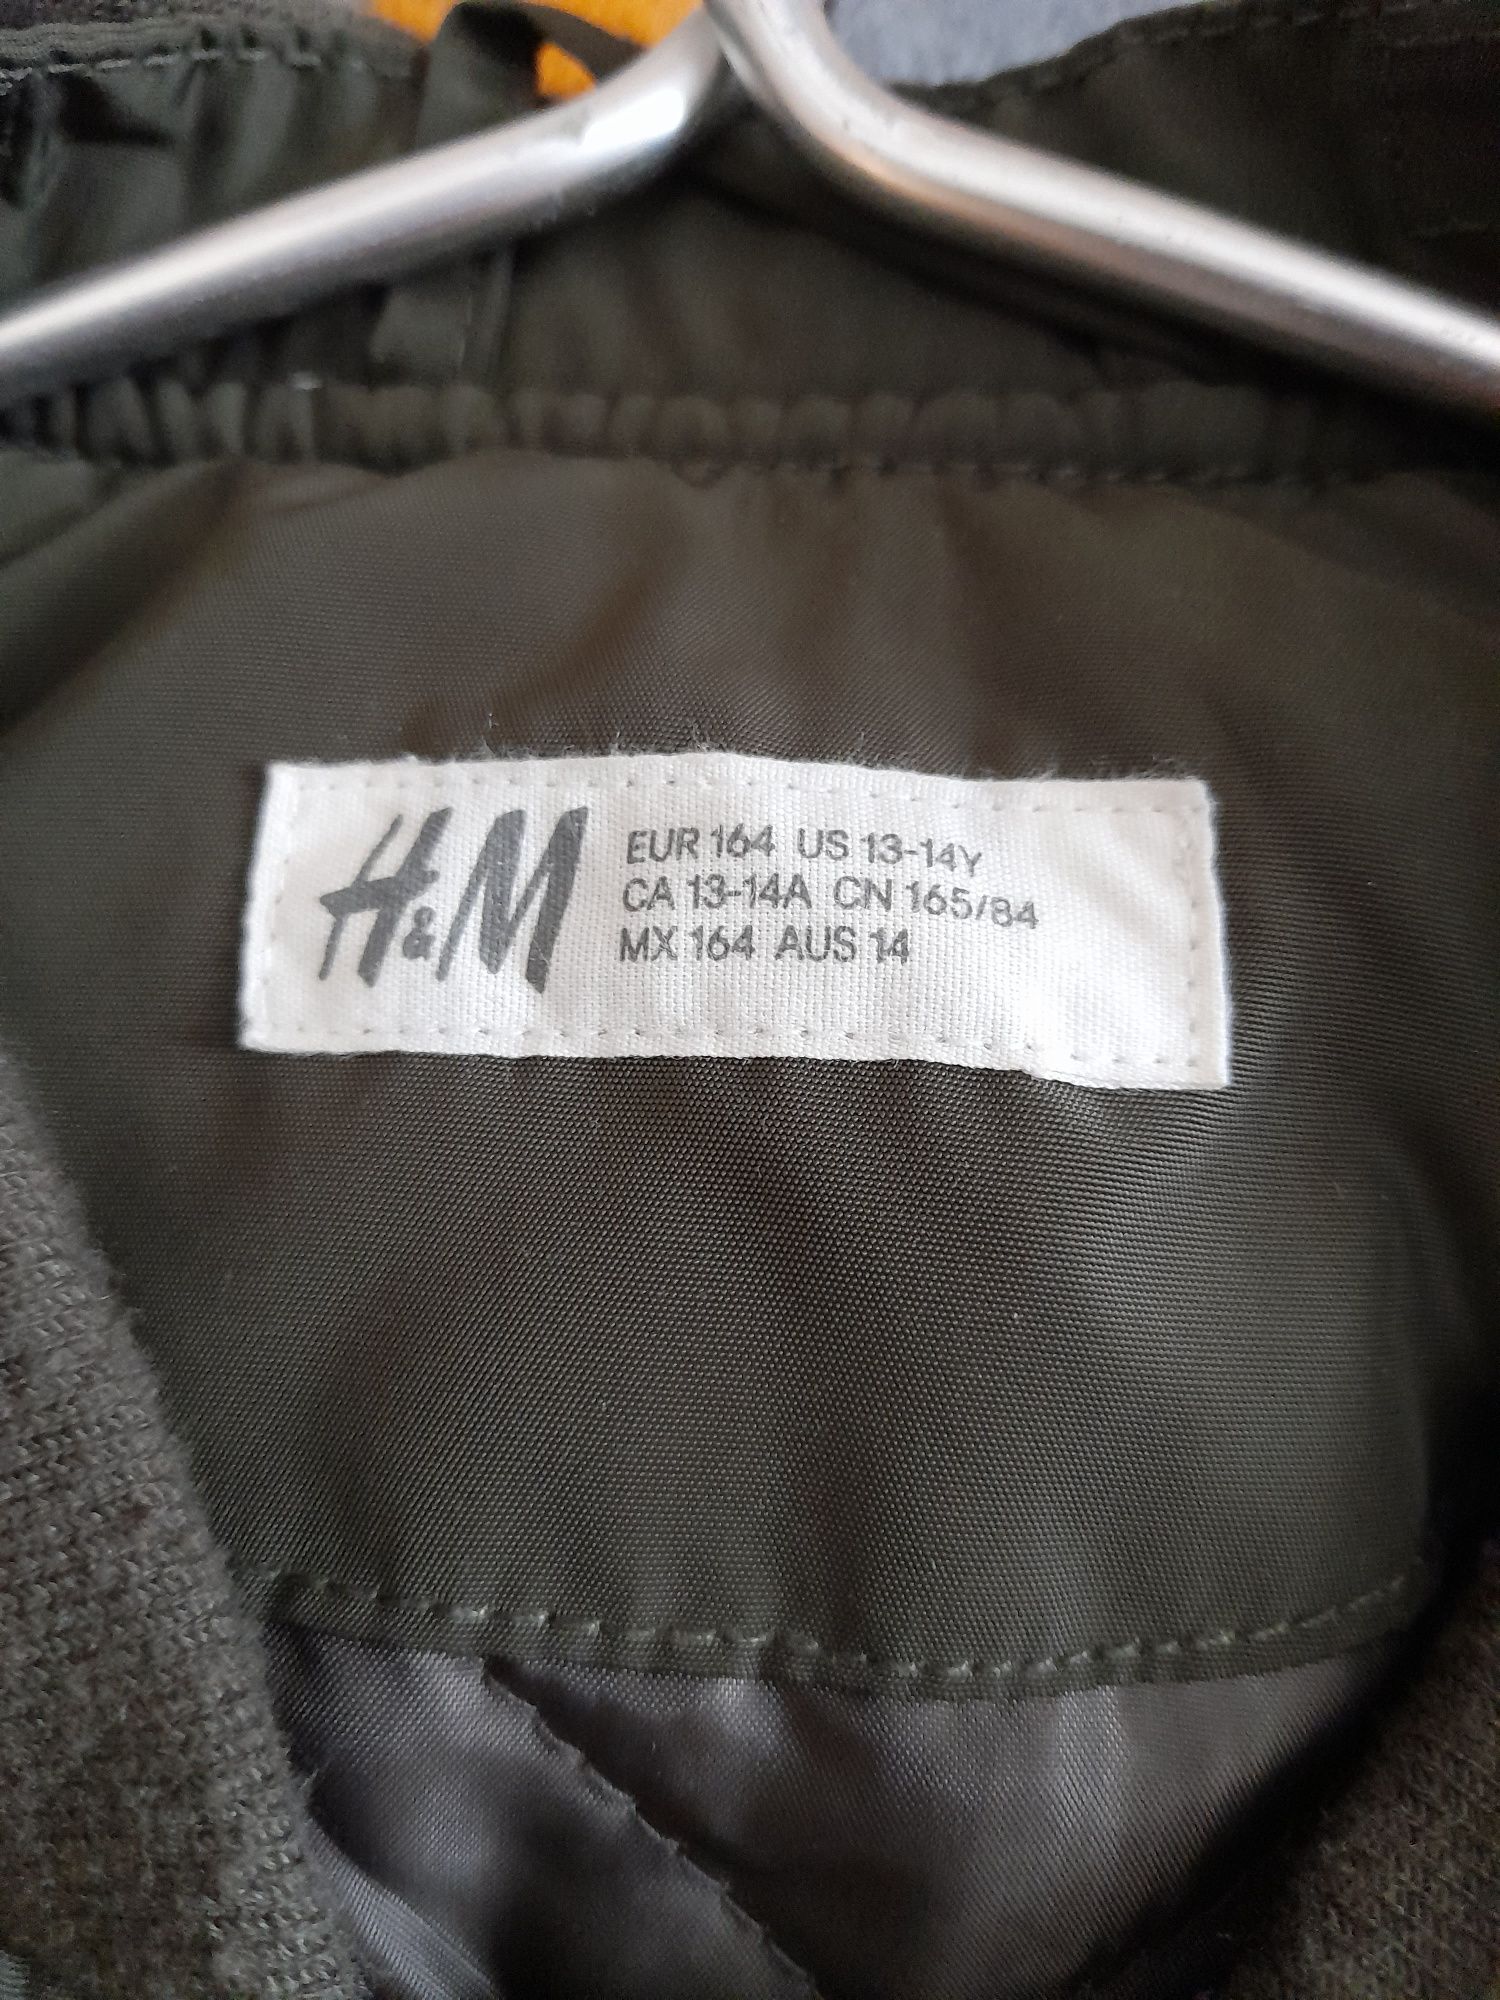 H&M
EUR 164 US 13-14Y
CA 13-14A CN 165/84
MX 164 AUS 14